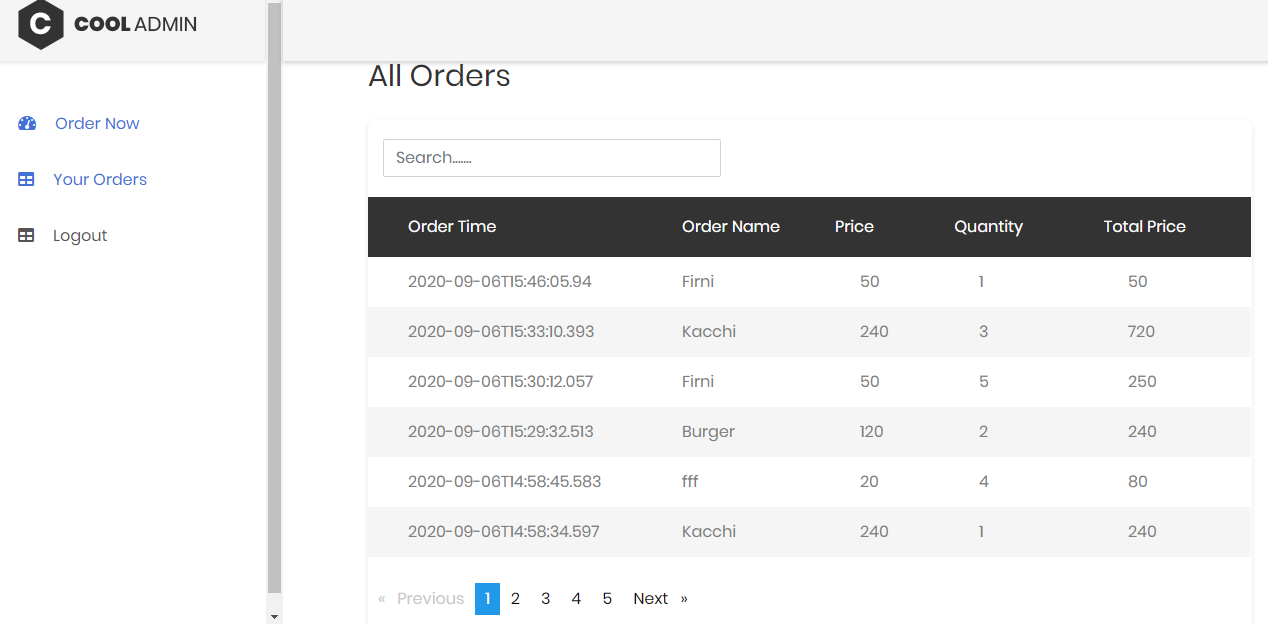 C COOL ADMIN
All Orders
Order Now
Your Orders
Logout
Search......
Order Time Order Name Price Quantity Total Price
2020-09-06T15:46:05.94 Firni 50 1 50
2020-09-06T15:33:10.393 Kacchi 240 3 720
2020-09-06T15:30:12.057 Firni 50 5 250
2020-09-06T15:29:32.513 Burger 120 2 240
2020-09-06T14:58:45.583 fff 20 4 80
2020-09-06T14:58:34.597 Kacchi 240 1 240
« Previous 1 2 3 4 5 Next »